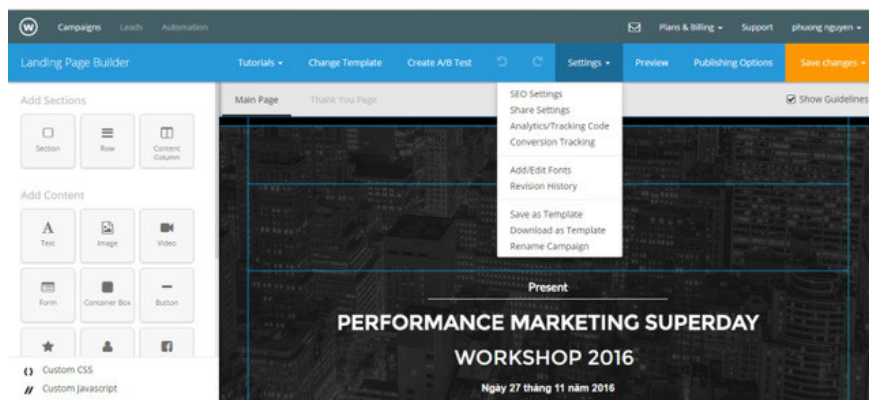 W Campaigns Leads Automation Plans & Billing Support phuong nguyen
Landing Page Builder Tutorials Change Template Create A/B Test Settings Preview Publishing Options Save changes
Add Sections
Section Row Content Column
Add Content
Text Image Video
Form Container Box Button
Custom CSS
Custom Javascript
Main Page Thank You Page Show Guidelines
SEO Settings
Share Settings
Analytics/Tracking Code
Conversion Tracking
Add/Edit Fonts
Revision History
Save as Template
Download as Template
Rename Campaign
Present
PERFORMANCE MARKETING SUPERDAY
WORKSHOP 2016
Ngày 27 tháng 11 năm 2016